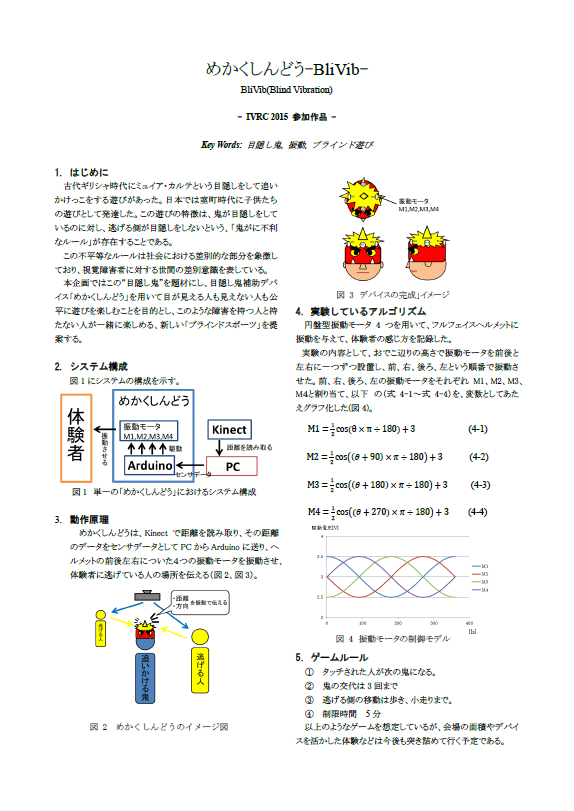 めかくしんどう-BliVib-
BliVib(Blind Vibration)
- IVRC 2015 参加作品 -
Key Words: 目隠し鬼, 振動, ブラインド遊び
1. はじめに
古代ギリシャ時代にミュイア・カルテという目隠しをして追い
かけっこをする遊びがあった。日本では室町時代に子供たち
の遊びとして発達した。この遊びの特徴は、鬼が目隠しをして
いるのに対し、逃げる側が目隠しをしないという、「鬼がに不利
なルール」が存在することである。
この不平等なルールは社会における差別的な部分を象徴し
ており、視覚障害者に対する世間の差別意識を表している。
本企画ではこの“目隠し鬼”を題材にし、目隠し鬼補助デバ
イス「めかくしんどう」を用いて目が見える人も見えない人も公
平に遊びを楽しむことを目的とし、このような障害を持つ人と持
たない人が一緒に楽しめる、新しい「ブラインドスポーツ」を提
案する。
2. システム構成
図1にシステムの構成を示す。
体験者
振動させる
めかくしんどう
振動モータ
M1,M2,M3,M4
駆動
Arduino
センサデータ
Kinect
距離を読み取る
PC
図1 単一の「めかくしんどう」におけるシステム構成
3. 動作原理
めかくしんどうは、Kinect で距離を読み取り、その距離
のデータをセンサデータとして PC から Arduino に送り、ヘ
ルメットの前後左右についた4つの振動モータを振動させ、
体験者に逃げている人の場所を伝える(図2、図3)。
・距離
・方向
を振動で伝える
逃げる人
追いかける鬼
逃げる人
図 2 めかくしんどうのイメージ図
振動モータ
M1,M2,M3,M4
図 3 デバイスの完成」イメージ
4. 実験しているアルゴリズム
円盤型振動モータ 4 つを用いて、フルフェイスヘルメットに
振動を与えて、体験者の感じ方を記録した。
実験の内容として、おでこ辺りの高さで振動モータを前後と
左右に一つずつ設置し、前、右、後ろ、左という順番で振動さ
せた。前、右、後ろ、左の振動モータをそれぞれ M1、M2、M3、
M4と割り当て、以下 の(式 4-1～式 4-4)を、変数としてあた
えグラフ化した(図 4)。
M1 = 1/2 cos(θ × π ÷ 180) + 3 (4-1)
M2 = 1/2 cos((θ + 90) × π ÷ 180) + 3 (4-2)
M3 = 1/2 cos((θ + 180) × π ÷ 180) + 3 (4-3)
M4 = 1/2 cos((θ + 270) × π ÷ 180) + 3 (4-4)
4
3.5
3
2.5
2
0 100 200 300 400
M1
M2
M3
M4
図 4 振動モータの制御モデル
5. ゲームルール
① タッチされた人が次の鬼になる。
② 鬼の交代は3回まで
③ 逃げる側の移動は歩き、小走りまで。
④ 制限時間 5分
以上のようなゲームを想定しているが、会場の面積やデバイ
スを活かした体験などは今後も突き詰めて行く予定である。